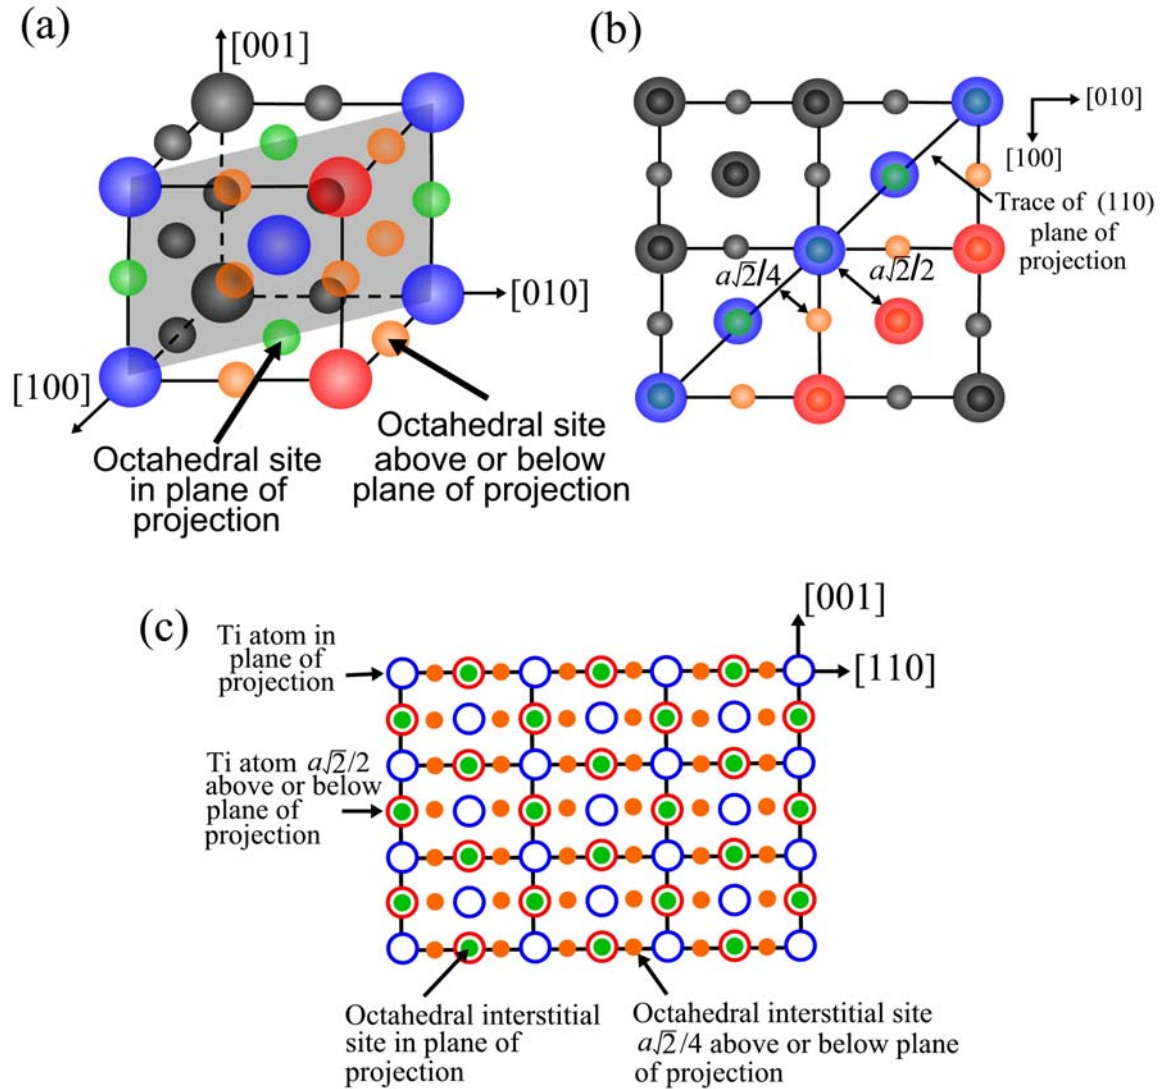 (a)
[001]
[010]
[100]
Octahedral site
in plane of
projection
Octahedral site
above or below
plane of projection
(b)
[010]
[100]
Trace of (110)
plane of
projection
a√2/4
a√2/2
(c)
[001]
[110]
Ti atom in
plane of
projection
Ti atom a√2/2
above or below
plane of
projection
Octahedral interstitial
site in plane of
projection
Octahedral interstitial site
a√2/4 above or below plane
of projection